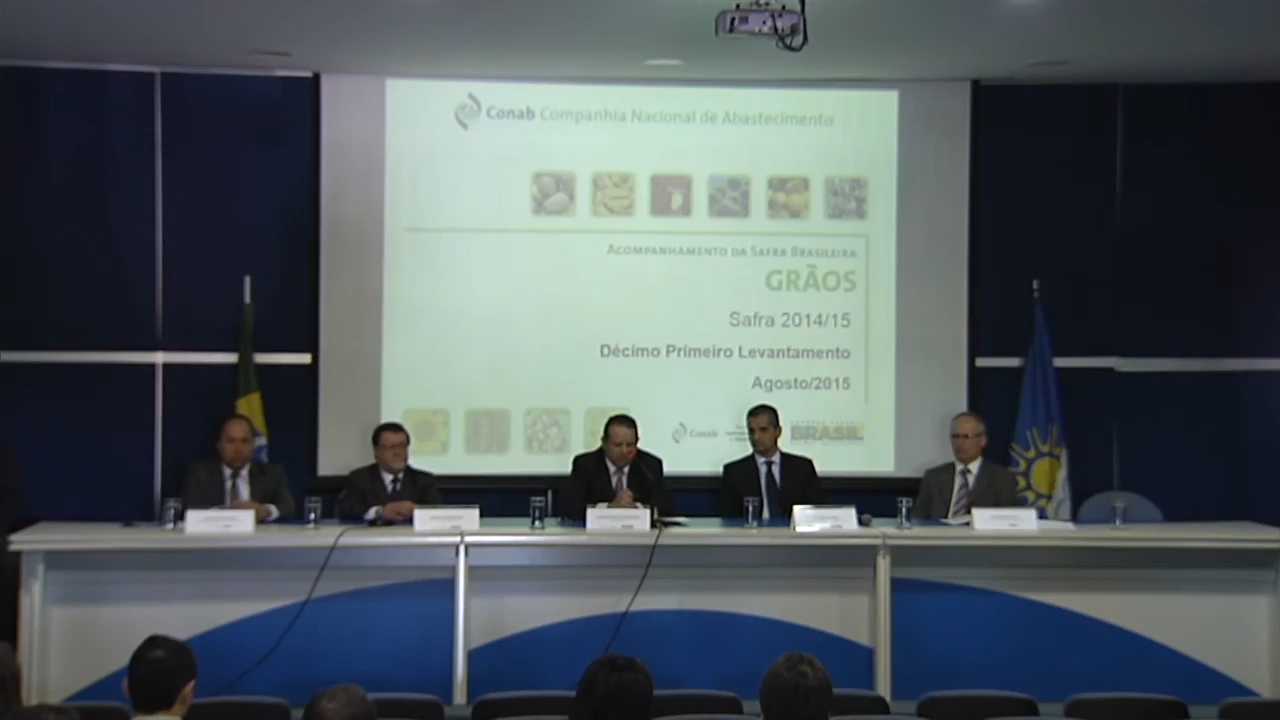 Conab Companhia Nacional de Abastecimento
ACOMPANHAMENTO DA SAFRA BRASILEIRA
GRÃOS
Safra 2014/15
Décimo Primeiro Levantamento
Agosto/2015
Conab
BRASIL